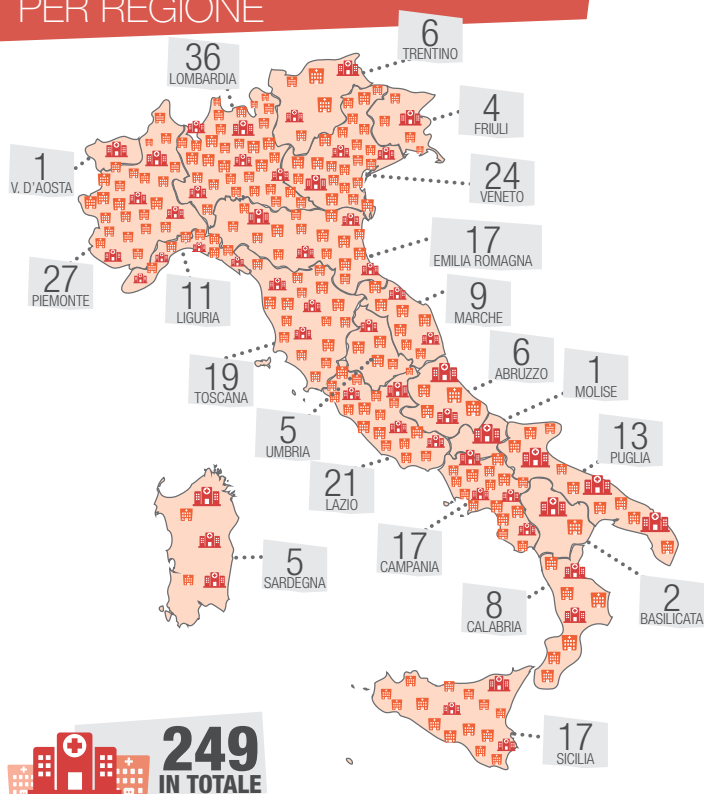 PER REGIONE
6
TRENTINO
36
LOMBARDIA
4
FRIULI
1
V. D'AOSTA
24
VENETO
17
EMILIA ROMAGNA
27
PIEMONTE
11
LIGURIA
9
MARCHE
19
TOSCANA
6
ABRUZZO
1
MOLISE
5
UMBRIA
13
PUGLIA
21
LAZIO
17
CAMPANIA
5
SARDEGNA
8
CALABRIA
2
BASILICATA
17
SICILIA
249
IN TOTALE